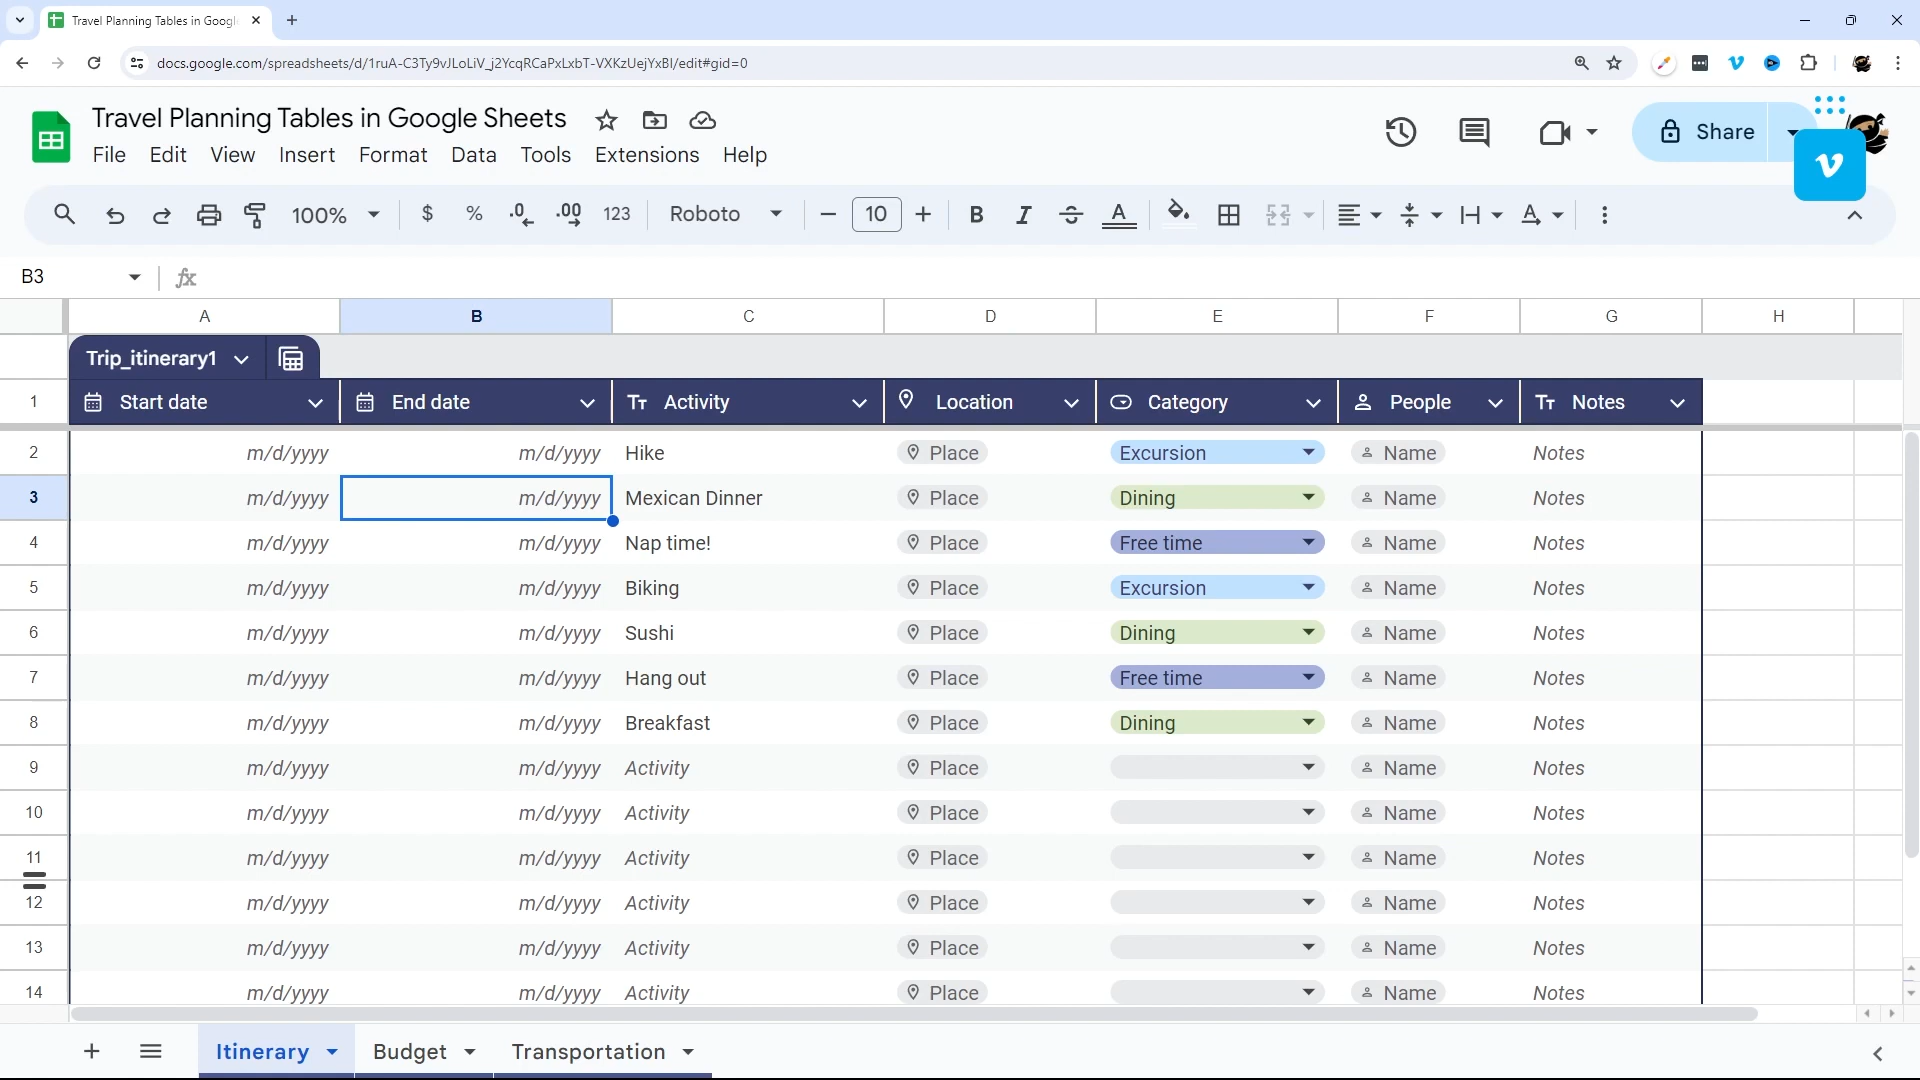 Travel Planning Tables in Googl
docs.google.com/spreadsheets/d/1ruA-C3Ty9vJLoLiV_j2YcqRCaPxLxbT-VXKzUejYxBI/edit#gid=0
Travel Planning Tables in Google Sheets
File Edit View Insert Format Data Tools Extensions Help
Share
100% $ % .0 .00 123 Roboto 10 B I S A A
B3 fx
A B C D E F G H
Trip_itinerary1
1 Start date End date Tт Activity Location Category People Tт Notes
2 m/d/yyyy m/d/yyyy Hike Place Excursion Name Notes
3 m/d/yyyy m/d/yyyy Mexican Dinner Place Dining Name Notes
4 m/d/yyyy m/d/yyyy Nap time! Place Free time Name Notes
5 m/d/yyyy m/d/yyyy Biking Place Excursion Name Notes
6 m/d/yyyy m/d/yyyy Sushi Place Dining Name Notes
7 m/d/yyyy m/d/yyyy Hang out Place Free time Name Notes
8 m/d/yyyy m/d/yyyy Breakfast Place Dining Name Notes
9 m/d/yyyy m/d/yyyy Activity Place Name Notes
10 m/d/yyyy m/d/yyyy Activity Place Name Notes
11 m/d/yyyy m/d/yyyy Activity Place Name Notes
12 m/d/yyyy m/d/yyyy Activity Place Name Notes
13 m/d/yyyy m/d/yyyy Activity Place Name Notes
14 m/d/yyyy m/d/yyyy Activity Place Name Notes
Itinerary Budget Transportation